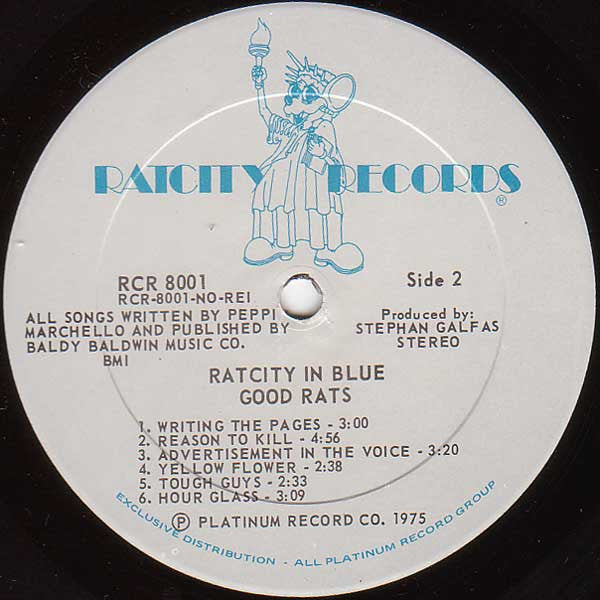 RATCITY RECORDS
®
RCR 8001
RCR-8001-NO-REI
Side 2
ALL SONGS WRITTEN BY PEPPI
MARCHELLO AND PUBLISHED BY
BALDY BALDWIN MUSIC CO.
BMI
Produced by:
STEPHAN GALFAS
STEREO
RATCITY IN BLUE
GOOD RATS
1. WRITING THE PAGES - 3:00
2. REASON TO KILL - 4:56
3. ADVERTISEMENT IN THE VOICE - 3:20
4. YELLOW FLOWER - 2:38
5. TOUGH GUYS - 2:33
6. HOUR GLASS - 3:09
℗ PLATINUM RECORD CO. 1975
EXCLUSIVE DISTRIBUTION - ALL PLATINUM RECORD GROUP